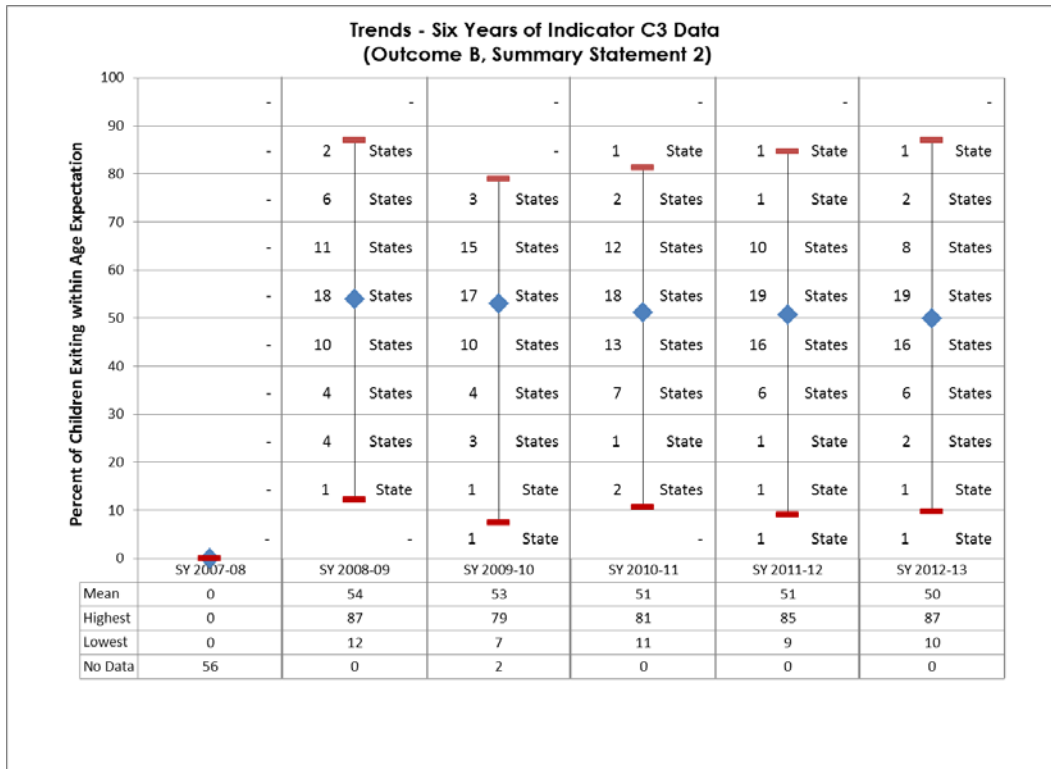 Trends - Six Years of Indicator C3 Data
(Outcome B, Summary Statement 2)
Percent of Children Exiting within Age Expectation
100
- - - - - -
90
- 2 States - 1 State 1 State 1 State
80
- 6 States 3 States 2 States 1 State 2 States
70
- 11 States 15 States 12 States 10 States 8 States
60
- 18 States 17 States 18 States 19 States 19 States
50
- 10 States 10 States 13 States 16 States 16 States
40
- 4 States 4 States 7 States 6 States 6 States
30
- 4 States 3 States 1 State 1 State 2 States
20
- 1 State 1 State 2 States 1 State 1 State
10
- - 1 State - 1 State 1 State
0
SY 2007-08 SY 2008-09 SY 2009-10 SY 2010-11 SY 2011-12 SY 2012-13
Mean 0 54 53 51 51 50
Highest 0 87 79 81 85 87
Lowest 0 12 7 11 9 10
No Data 56 0 2 0 0 0